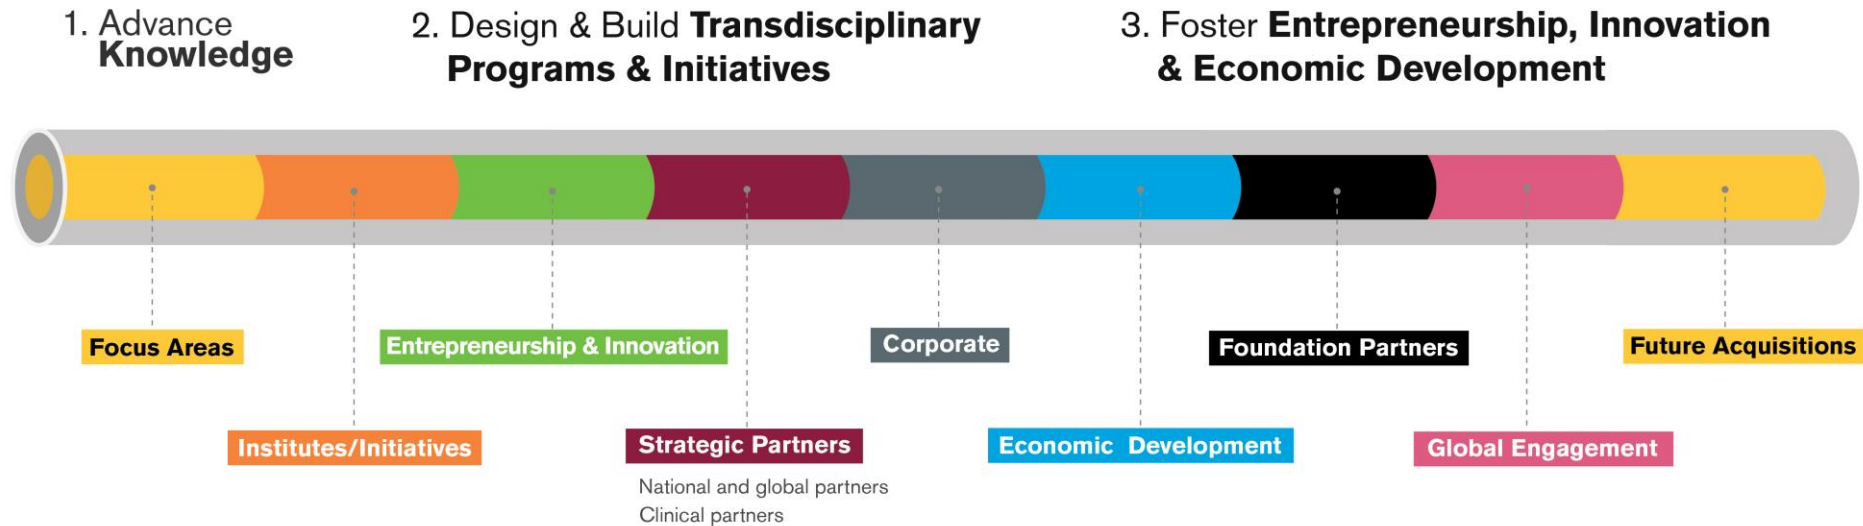 1. Advance
Knowledge
2. Design & Build Transdisciplinary
Programs & Initiatives
3. Foster Entrepreneurship, Innovation
& Economic Development
Focus Areas
Institutes/Initiatives
Entrepreneurship & Innovation
Strategic Partners
National and global partners
Clinical partners
Corporate
Economic Development
Foundation Partners
Global Engagement
Future Acquisitions